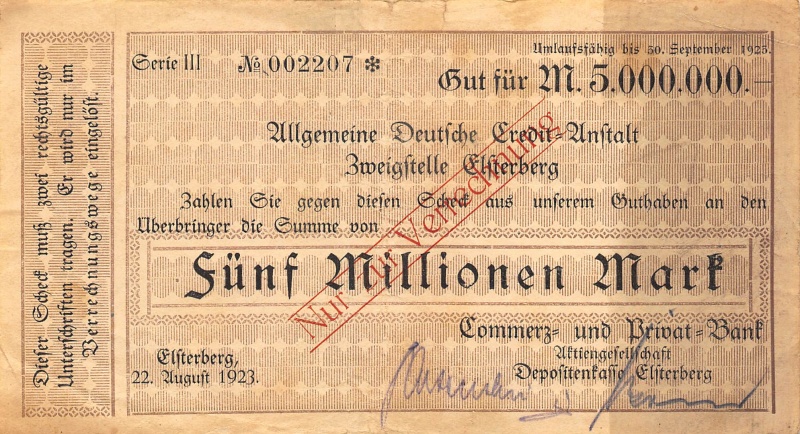 Dieser Scheck muß zwei rechtsgültige
Unterschriften tragen. Er wird nur im
Verrechnungswege eingelöst.
Umlaufsfähig bis 30. September 1923.
Serie III № 002207 *
Gut für M. 5.000.000.—
Allgemeine Deutsche Credit-Anstalt
Zweigstelle Elsterberg
Zahlen Sie gegen diesen Scheck aus unserem Guthaben an den
Überbringer die Summe von
Fünf Millionen Mark
Nur zur Verrechnung
Commerz- und Privat-Bank
Aktiengesellschaft
Depositenkasse Elsterberg
Elsterberg,
22. August 1923.